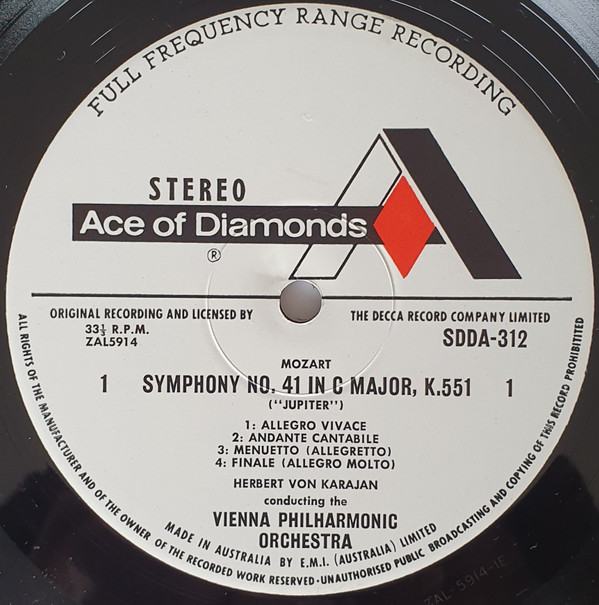 FULL FREQUENCY RANGE RECORDING
STEREO
Ace of Diamonds
®
ORIGINAL RECORDING AND LICENSED BY THE DECCA RECORD COMPANY LIMITED
33⅓ R.P.M.
ZAL5914
SDDA-312
MOZART
1 SYMPHONY NO. 41 IN C MAJOR, K.551 1
("JUPITER")
1: ALLEGRO VIVACE
2: ANDANTE CANTABILE
3: MENUETTO (ALLEGRETTO)
4: FINALE (ALLEGRO MOLTO)
HERBERT VON KARAJAN
conducting the
VIENNA PHILHARMONIC
ORCHESTRA
MADE IN AUSTRALIA BY E.M.I. (AUSTRALIA) LIMITED
ALL RIGHTS OF THE MANUFACTURER AND OF THE OWNER OF THE RECORDED WORK RESERVED·UNAUTHORISED PUBLIC BROADCASTING AND COPYING OF THIS RECORD PROHIBITITED
ZAL 5914-1E